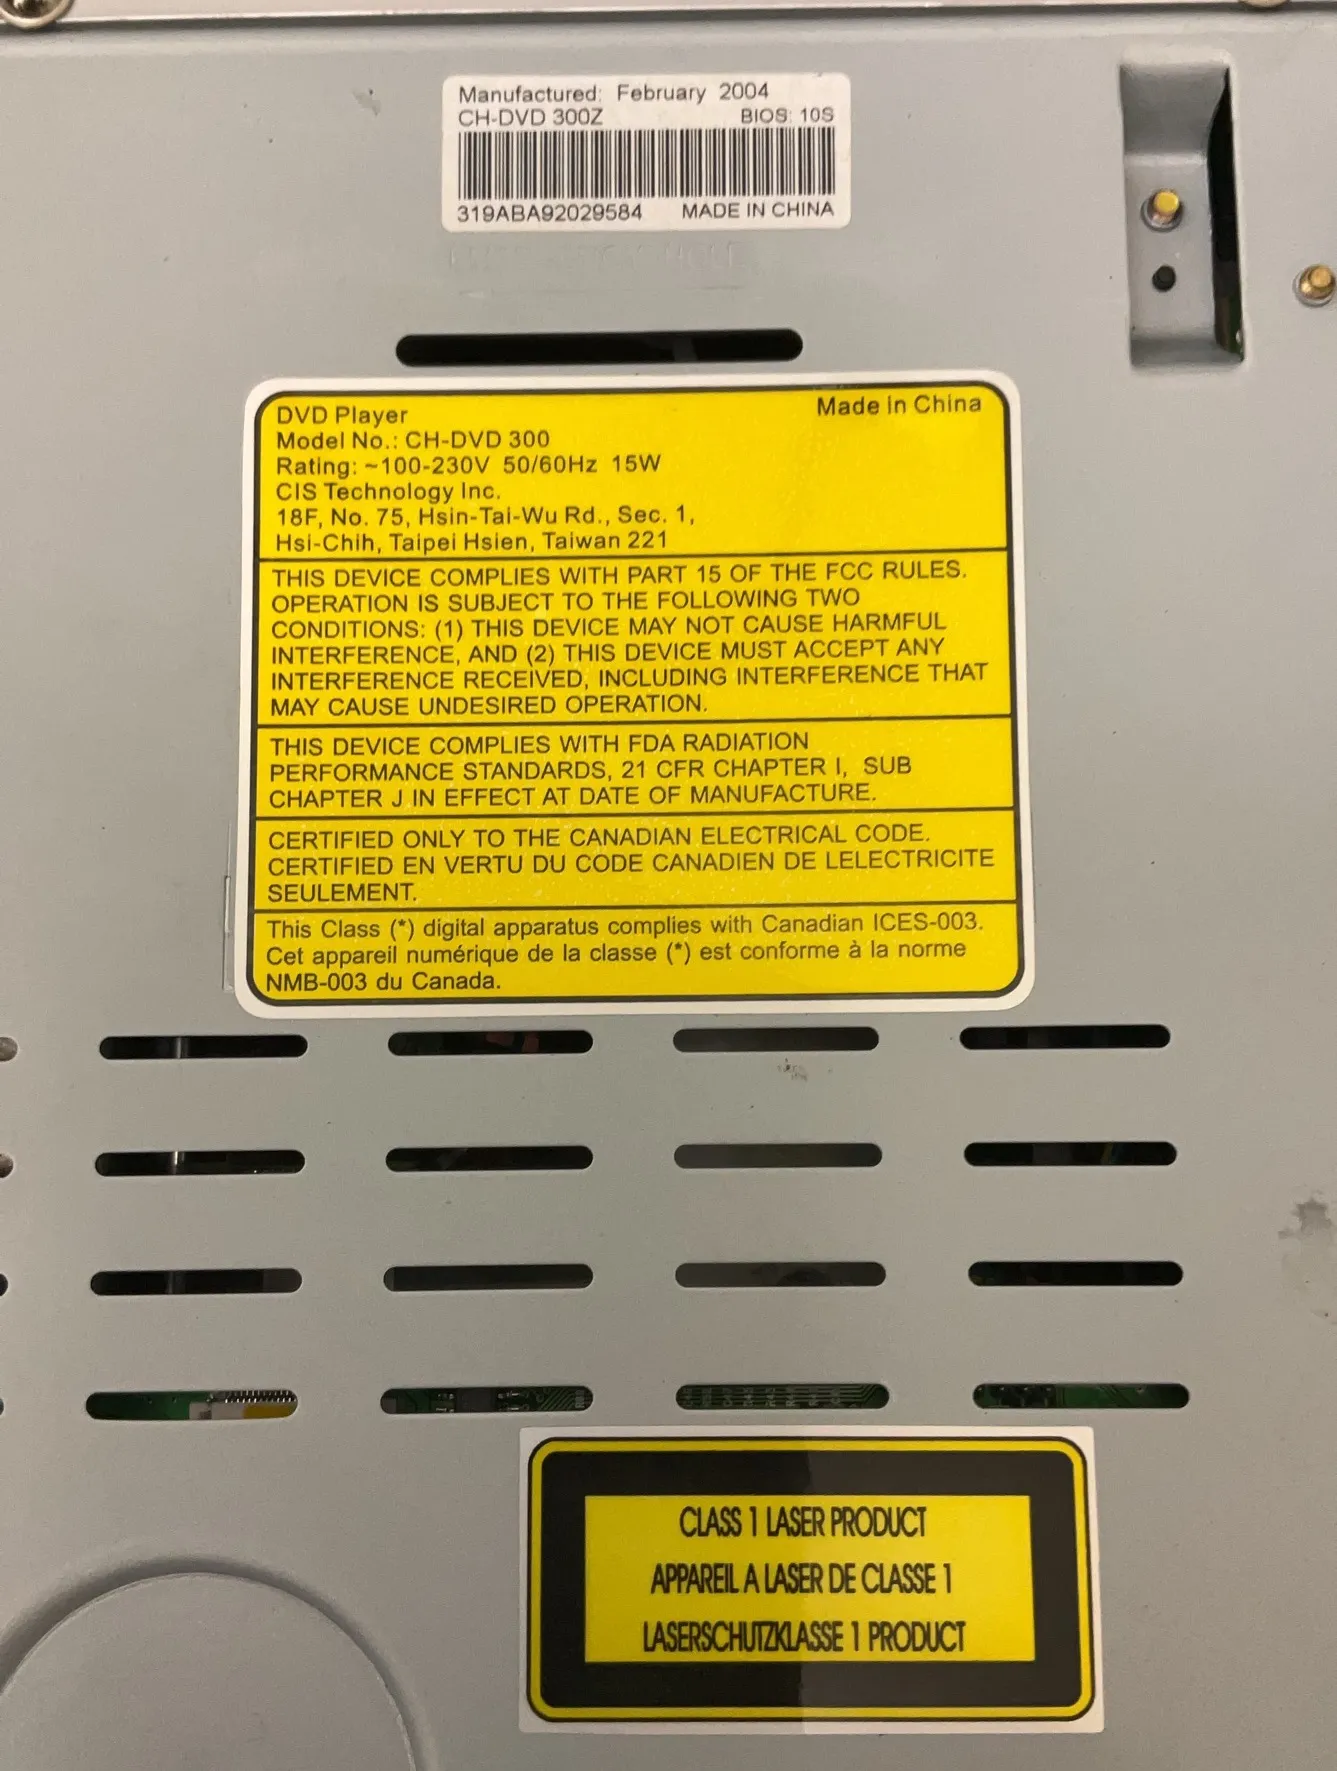 Manufactured: February 2004
CH-DVD 300Z BIOS: 10S
319ABA92029584 MADE IN CHINA
DVD Player Made in China
Model No.: CH-DVD 300
Rating: ~100-230V 50/60Hz 15W
CIS Technology Inc.
18F, No. 75, Hsin-Tai-Wu Rd., Sec. 1,
Hsi-Chih, Taipei Hsien, Taiwan 221
THIS DEVICE COMPLIES WITH PART 15 OF THE FCC RULES.
OPERATION IS SUBJECT TO THE FOLLOWING TWO
CONDITIONS: (1) THIS DEVICE MAY NOT CAUSE HARMFUL
INTERFERENCE, AND (2) THIS DEVICE MUST ACCEPT ANY
INTERFERENCE RECEIVED, INCLUDING INTERFERENCE THAT
MAY CAUSE UNDESIRED OPERATION.
THIS DEVICE COMPLIES WITH FDA RADIATION
PERFORMANCE STANDARDS, 21 CFR CHAPTER I, SUB
CHAPTER J IN EFFECT AT DATE OF MANUFACTURE.
CERTIFIED ONLY TO THE CANADIAN ELECTRICAL CODE.
CERTIFIED EN VERTU DU CODE CANADIEN DE LELECTRICITE
SEULEMENT.
This Class (*) digital apparatus complies with Canadian ICES-003.
Cet appareil numérique de la classe (*) est conforme à la norme
NMB-003 du Canada.
CLASS 1 LASER PRODUCT
APPAREIL A LASER DE CLASSE 1
LASERSCHUTZKLASSE 1 PRODUCT